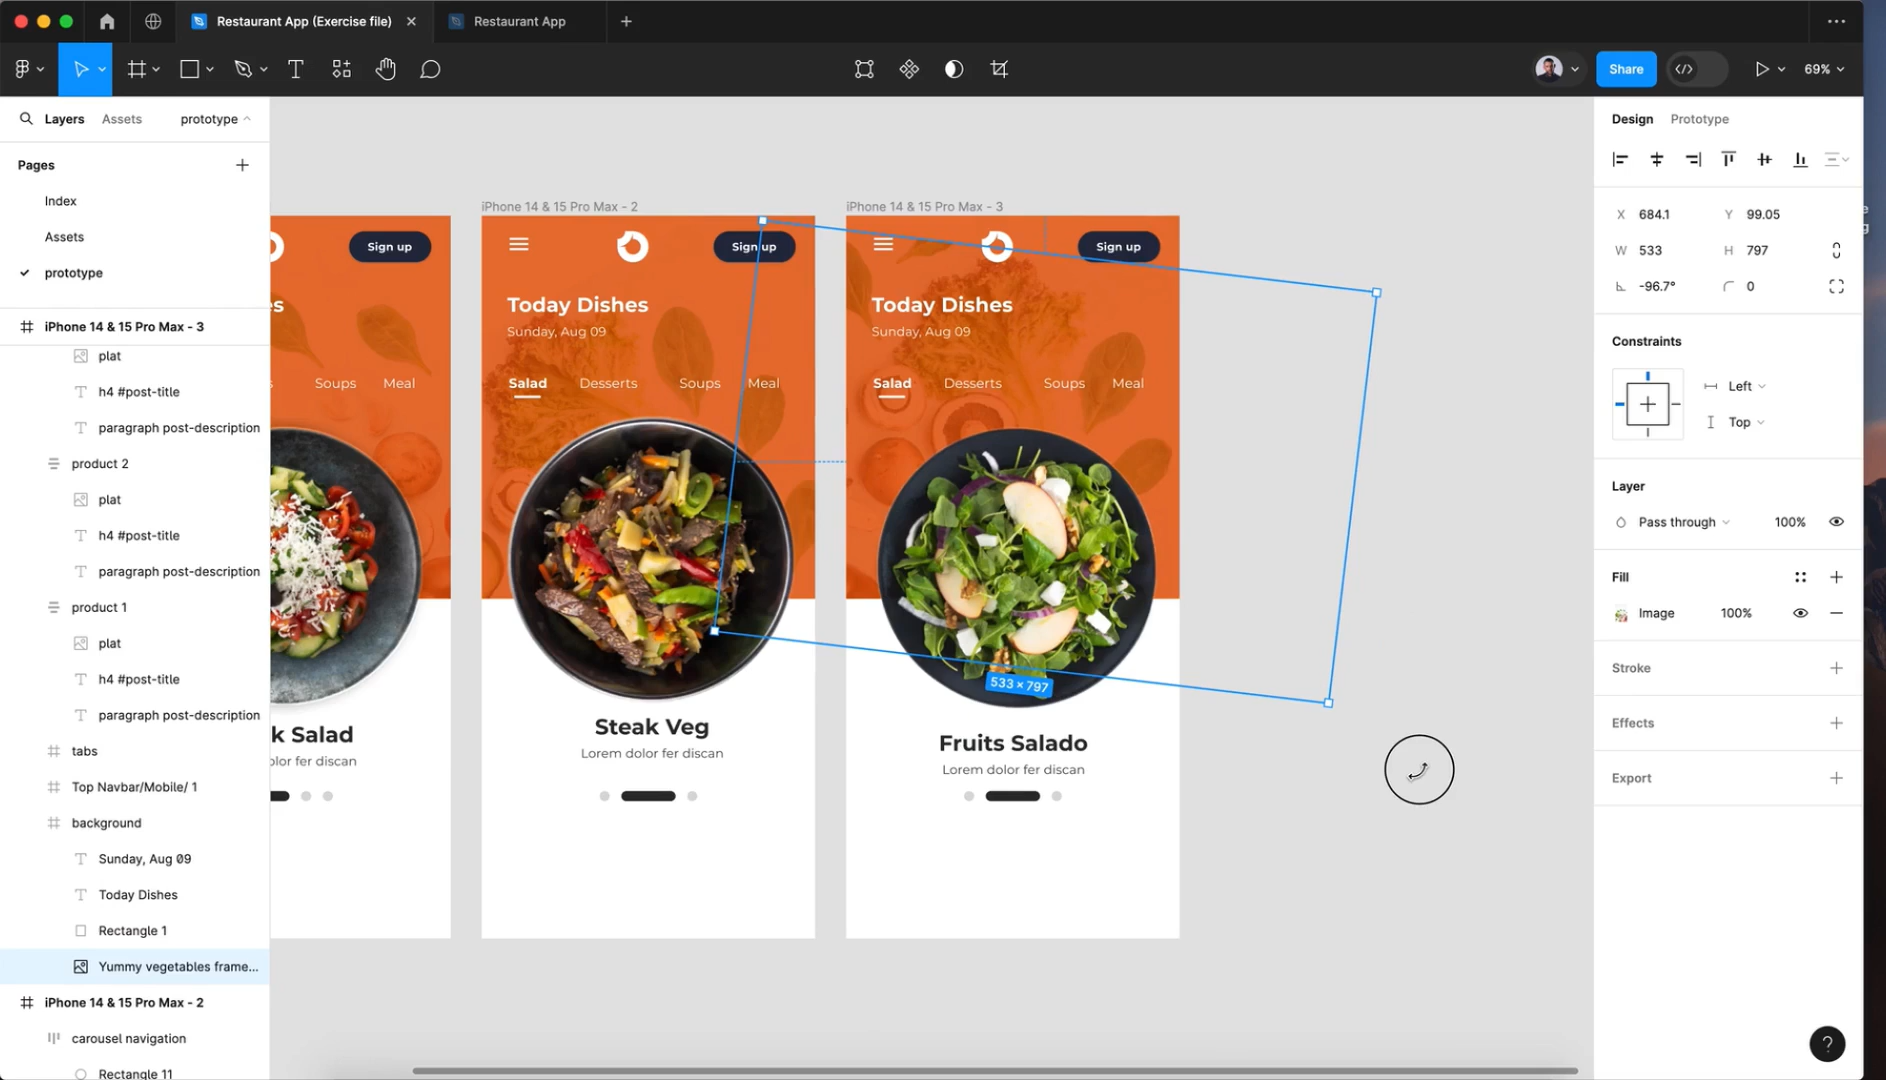 Restaurant App (Exercise file)
Restaurant App
Share
69%
Layers
Assets
prototype
Pages
Index
Assets
prototype
iPhone 14 & 15 Pro Max - 3
plat
h4 #post-title
paragraph post-description
product 2
plat
h4 #post-title
paragraph post-description
product 1
plat
h4 #post-title
paragraph post-description
tabs
Top Navbar/Mobile/ 1
background
Sunday, Aug 09
Today Dishes
Rectangle 1
Yummy vegetables frame...
iPhone 14 & 15 Pro Max - 2
carousel navigation
Rectangle 11
Sign up
es
s Soups Meal
k Salad
olor fer discan
iPhone 14 & 15 Pro Max - 2
Sign up
Today Dishes
Sunday, Aug 09
Salad Desserts Soups Meal
Steak Veg
Lorem dolor fer discan
iPhone 14 & 15 Pro Max - 3
Sign up
Today Dishes
Sunday, Aug 09
Salad Desserts Soups Meal
533 × 797
Fruits Salado
Lorem dolor fer discan
Design
Prototype
X 684.1 Y 99.05
W 533 H 797
-96.7° 0
Constraints
Left
Top
Layer
Pass through 100%
Fill
Image 100%
Stroke
Effects
Export
?
e
g